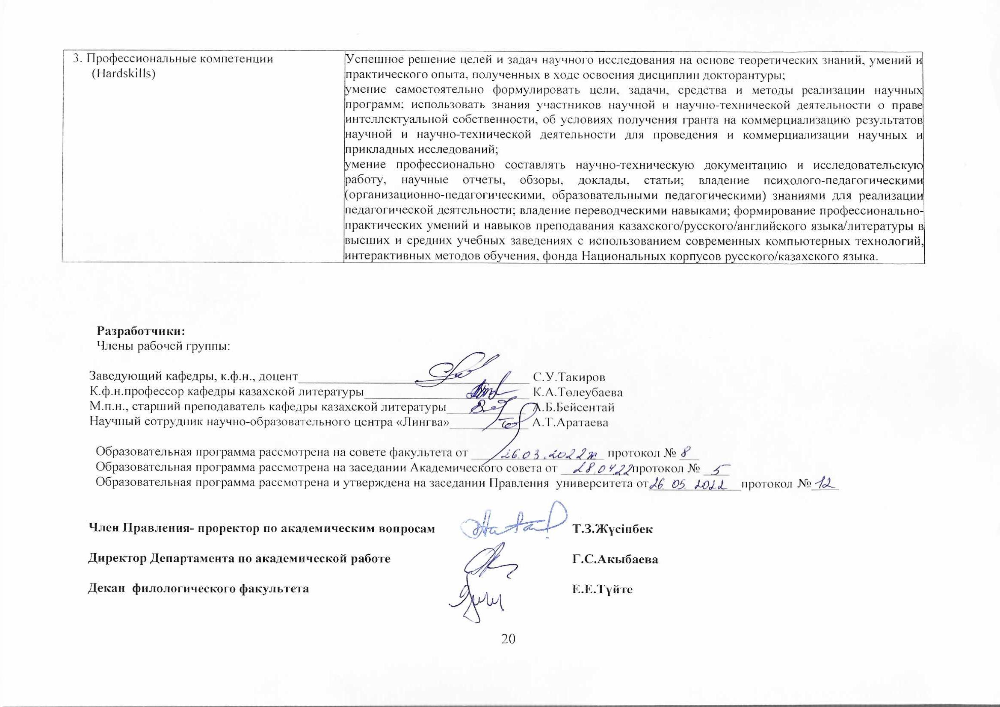 3. Профессиональные компетенции
(Hardskills)
Успешное решение целей и задач научного исследования на основе теоретических знаний, умений и
практического опыта, полученных в ходе освоения дисциплин докторантуры;
умение самостоятельно формулировать цели, задачи, средства и методы реализации научных
программ; использовать знания участников научной и научно-технической деятельности о праве
интеллектуальной собственности, об условиях получения гранта на коммерциализацию результатов
научной и научно-технической деятельности для проведения и коммерциализации научных и
прикладных исследований;
умение профессионально составлять научно-техническую документацию и исследовательскую
работу, научные отчеты, обзоры, доклады, статьи; владение психолого-педагогическими
(организационно-педагогическими, образовательными педагогическими) знаниями для реализации
педагогической деятельности; владение переводческими навыками; формирование профессионально-
практических умений и навыков преподавания казахского/русского/английского языка/литературы в
высших и средних учебных заведениях с использованием современных компьютерных технологий,
интерактивных методов обучения, фонда Национальных корпусов русского/казахского языка.
Разработчики:
Члены рабочей группы:
Заведующий кафедры, к.ф.н., доцент С.У.Такиров
К.ф.н.профессор кафедры казахской литературы К.А.Төлеубаева
М.п.н., старший преподаватель кафедры казахской литературы А.Б.Бейсентай
Научный сотрудник научно-образовательного центра «Лингва» А.Т.Аратаева
Образовательная программа рассмотрена на совете факультета от 26.03.2022ж протокол № 8
Образовательная программа рассмотрена на заседании Академического совета от 28.04.22 протокол № 5
Образовательная программа рассмотрена и утверждена на заседании Правления университета от 26. 05. 2022 протокол № 12
Член Правления- проректор по академическим вопросам Т.З.Жүсіпбек
Директор Департамента по академической работе Г.С.Акыбаева
Декан филологического факультета Е.Е.Түйте
20